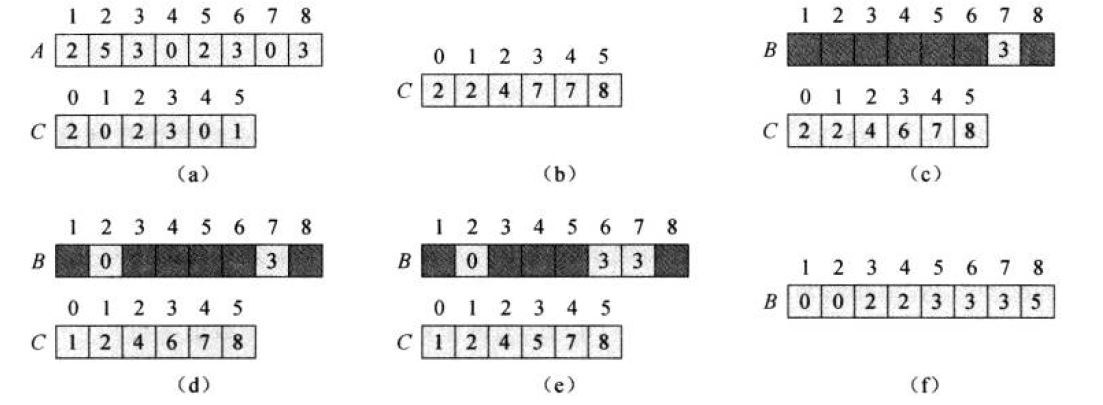 1 2 3 4 5 6 7 8
A 2 5 3 0 2 3 0 3
0 1 2 3 4 5
C 2 0 2 3 0 1
(a)
0 1 2 3 4 5
C 2 2 4 7 7 8
(b)
1 2 3 4 5 6 7 8
B 3
0 1 2 3 4 5
C 2 2 4 6 7 8
(c)
1 2 3 4 5 6 7 8
B 0 3
0 1 2 3 4 5
C 1 2 4 6 7 8
(d)
1 2 3 4 5 6 7 8
B 0 3 3
0 1 2 3 4 5
C 1 2 4 5 7 8
(e)
1 2 3 4 5 6 7 8
B 0 0 2 2 3 3 3 5
(f)